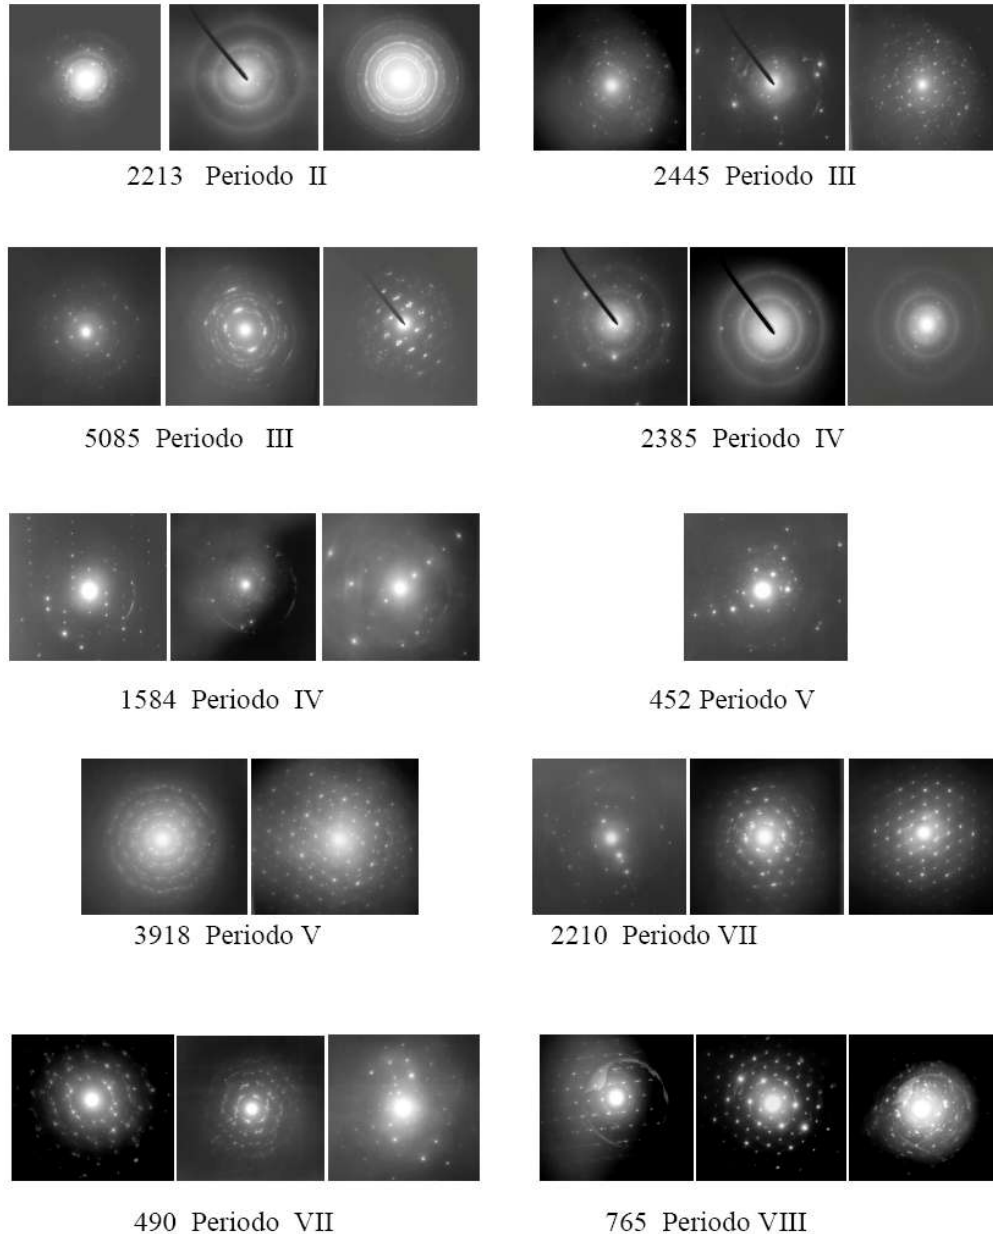 2213 Periodo II
2445 Periodo III
5085 Periodo III
2385 Periodo IV
1584 Periodo IV
452 Periodo V
3918 Periodo V
2210 Periodo VII
490 Periodo VII
765 Periodo VIII